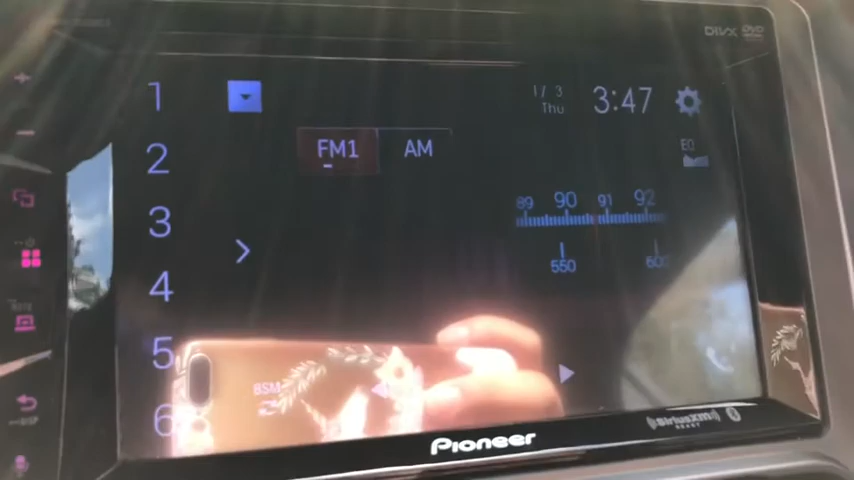 DIVX DVD
1
1/3
Thu
3:47
FM1
AM
2
EQ
89 90 91 92
3
4
550 600
5
BSM
6
Pioneer
SiriusXM
READY